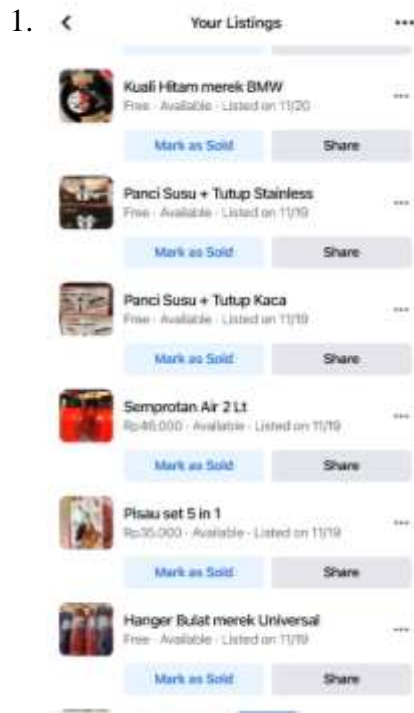 1.
Your Listings
Kuali Hitam merek BMW
Free · Available · Listed on 11/20
Mark as Sold Share
Panci Susu + Tutup Stainless
Free · Available · Listed on 11/19
Mark as Sold Share
Panci Susu + Tutup Kaca
Free · Available · Listed on 11/19
Mark as Sold Share
Semprotan Air 2 Lt
Rp46.000 · Available · Listed on 11/19
Mark as Sold Share
Pisau set 5 in 1
Rp35.000 · Available · Listed on 11/19
Mark as Sold Share
Hanger Bulat merek Universal
Free · Available · Listed on 11/19
Mark as Sold Share